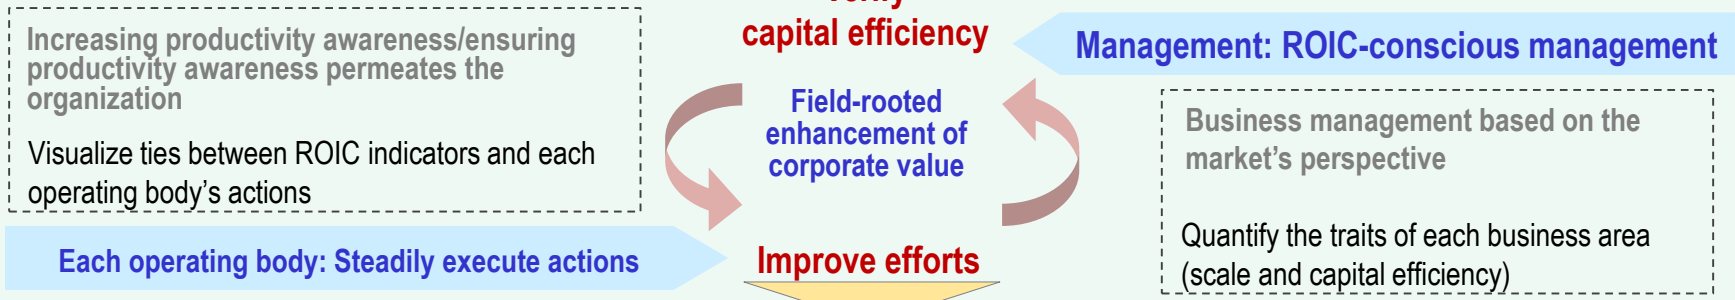 Increasing productivity awareness/ensuring
productivity awareness permeates the
organization
Visualize ties between ROIC indicators and each
operating body's actions
Each operating body: Steadily execute actions
capital efficiency
Field-rooted
enhancement of
corporate value
Improve efforts
Management: ROIC-conscious management
Business management based on the
market’s perspective
Quantify the traits of each business area
(scale and capital efficiency)